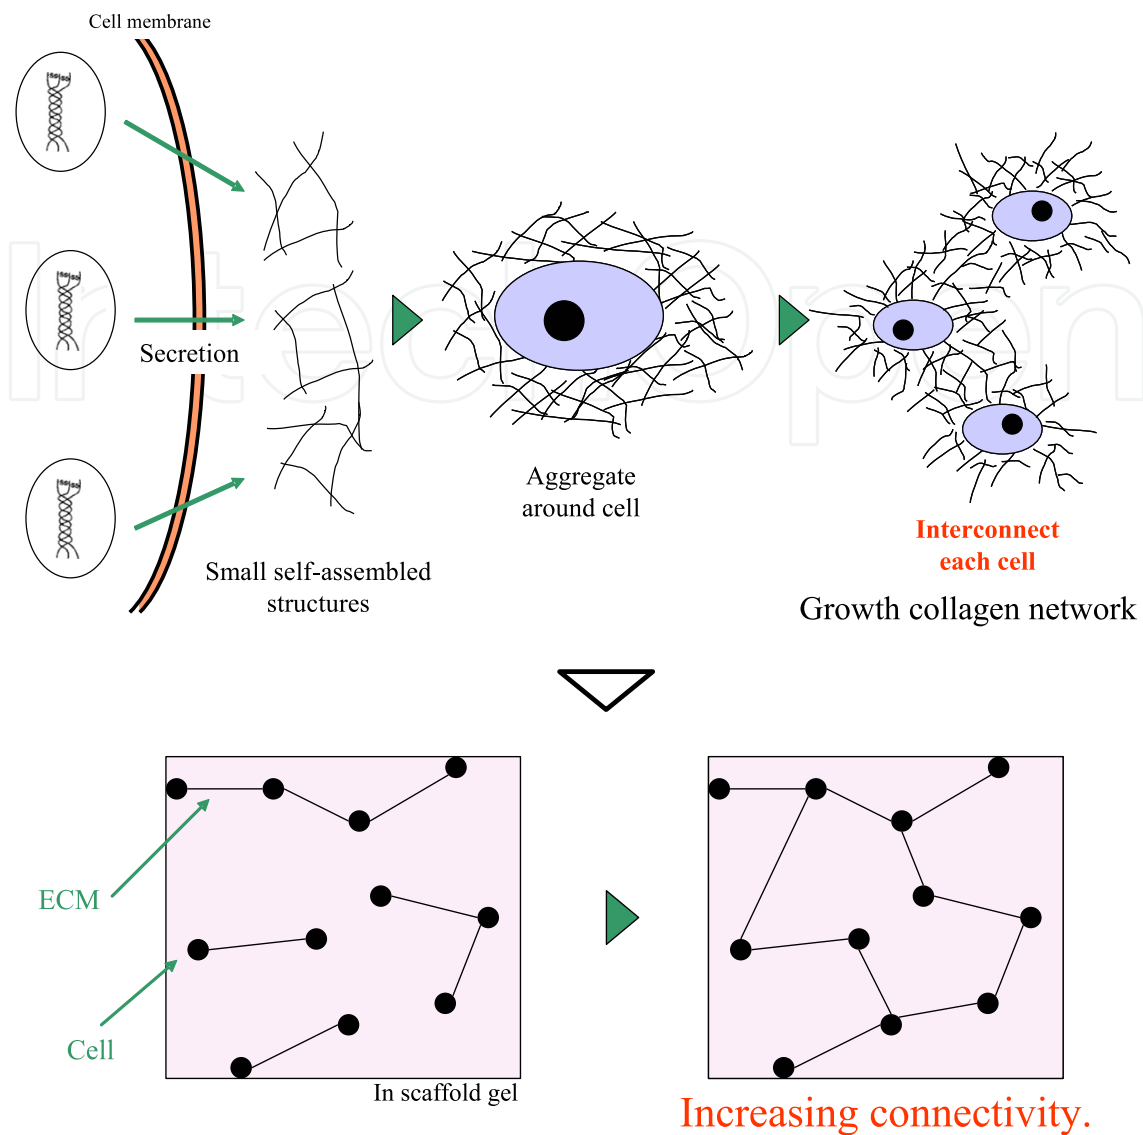 Cell membrane
Secretion
Small self-assembled
structures
Aggregate
around cell
Interconnect
each cell
Growth collagen network
ECM
Cell
In scaffold gel
Increasing connectivity.
IntechOpen